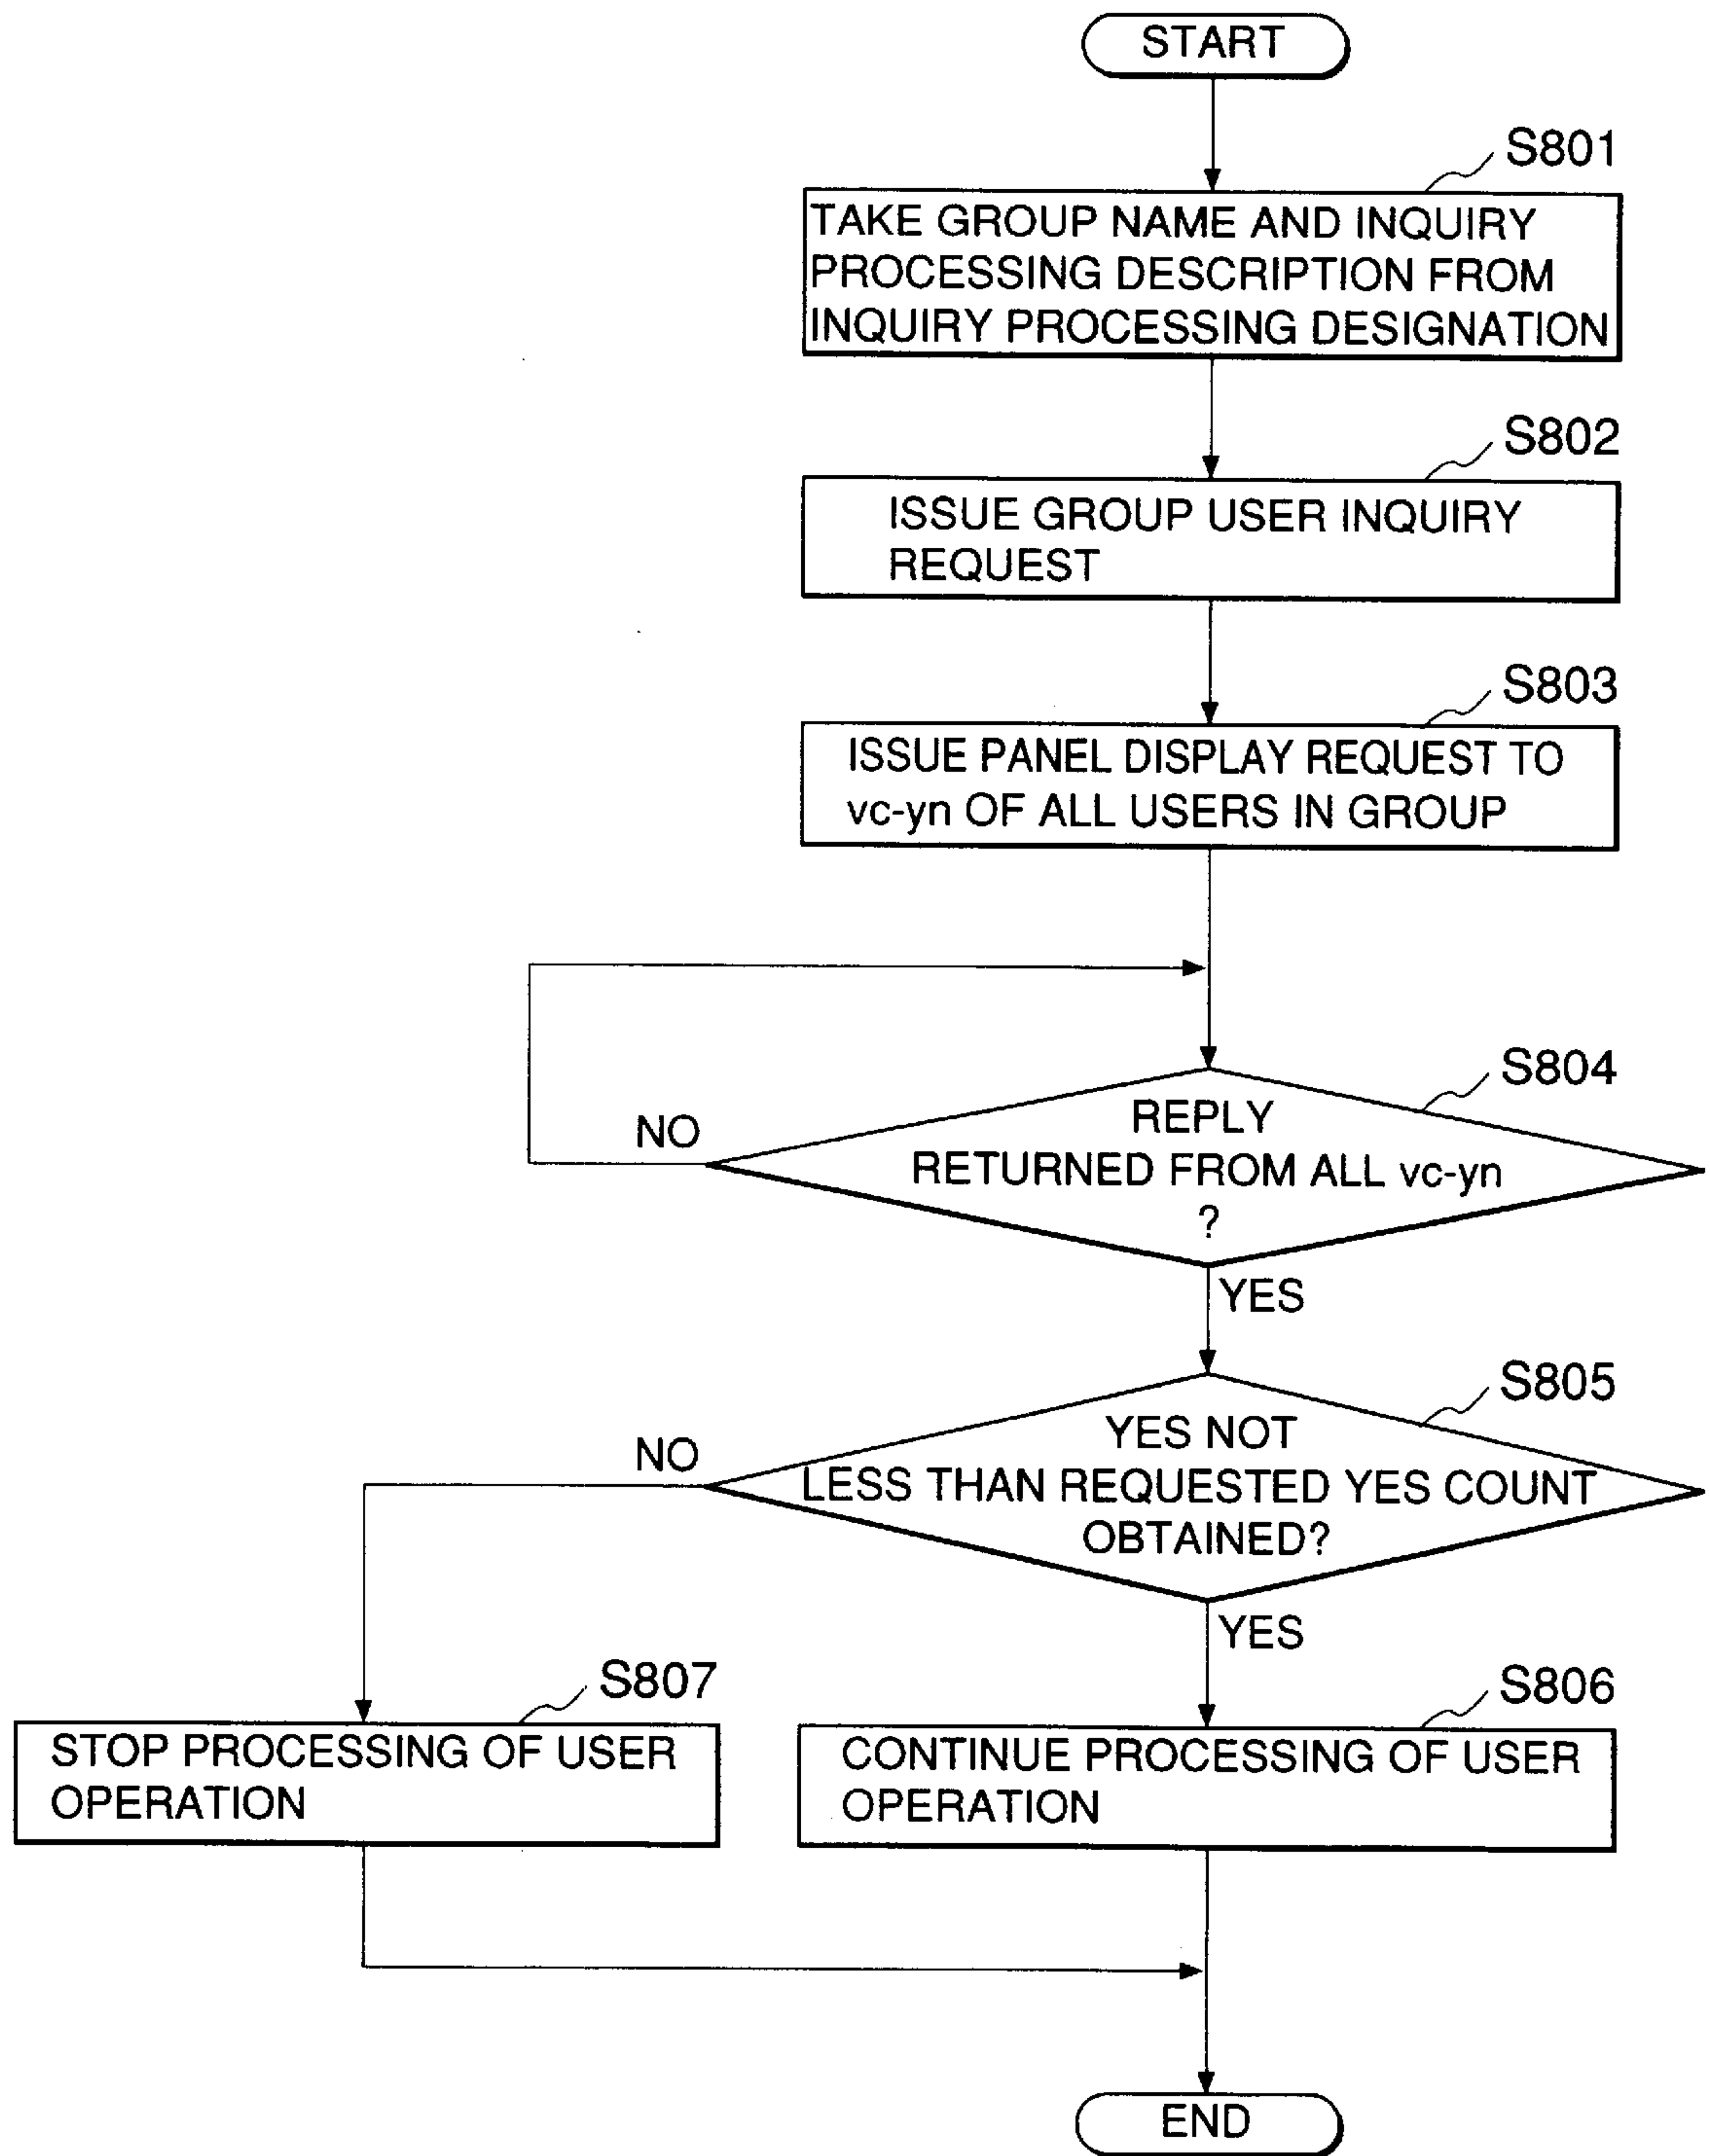 START
S801
TAKE GROUP NAME AND INQUIRY
PROCESSING DESCRIPTION FROM
INQUIRY PROCESSING DESIGNATION
S802
ISSUE GROUP USER INQUIRY
REQUEST
S803
ISSUE PANEL DISPLAY REQUEST TO
vc-yn OF ALL USERS IN GROUP
S804
NO
REPLY
RETURNED FROM ALL vc-yn
?
YES
S805
NO
YES NOT
LESS THAN REQUESTED YES COUNT
OBTAINED?
YES
S807
STOP PROCESSING OF USER
OPERATION
S806
CONTINUE PROCESSING OF USER
OPERATION
END